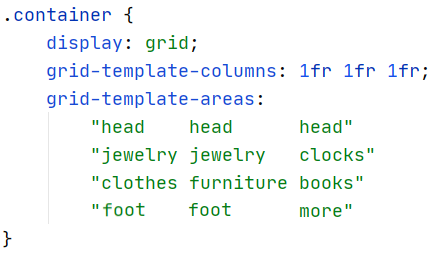 .container {
    display: grid;
    grid-template-columns: 1fr 1fr 1fr;
    grid-template-areas:
        "head    head      head"
        "jewelry jewelry   clocks"
        "clothes furniture books"
        "foot    foot      more"
}